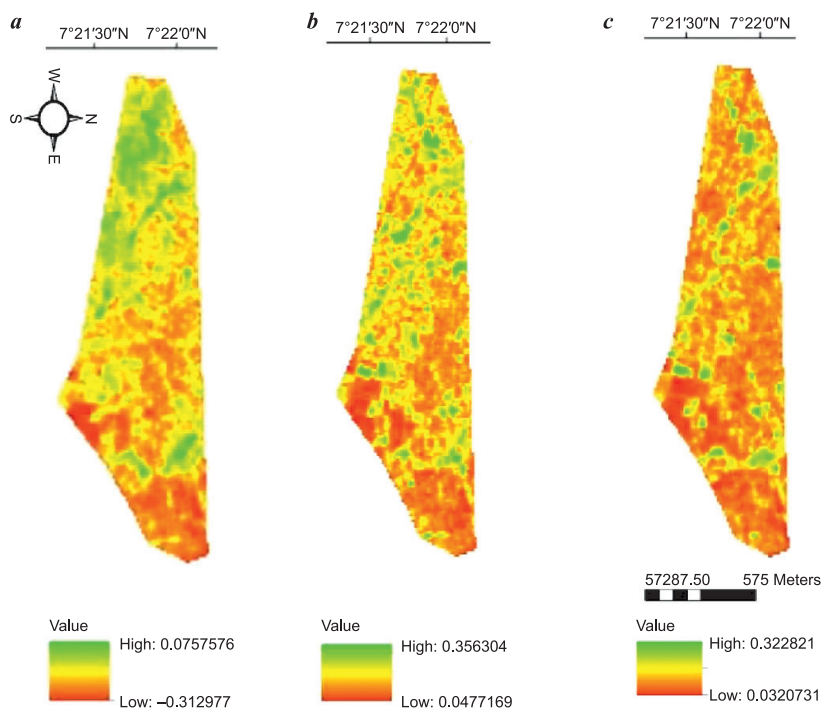 a
7°21′30″N 7°22′0″N
b
7°21′30″N 7°22′0″N
c
7°21′30″N 7°22′0″N
W
S N
E
57287.50 575 Meters
Value
High: 0.0757576
Low: –0.312977
Value
High: 0.356304
Low: 0.0477169
Value
High: 0.322821
Low: 0.0320731